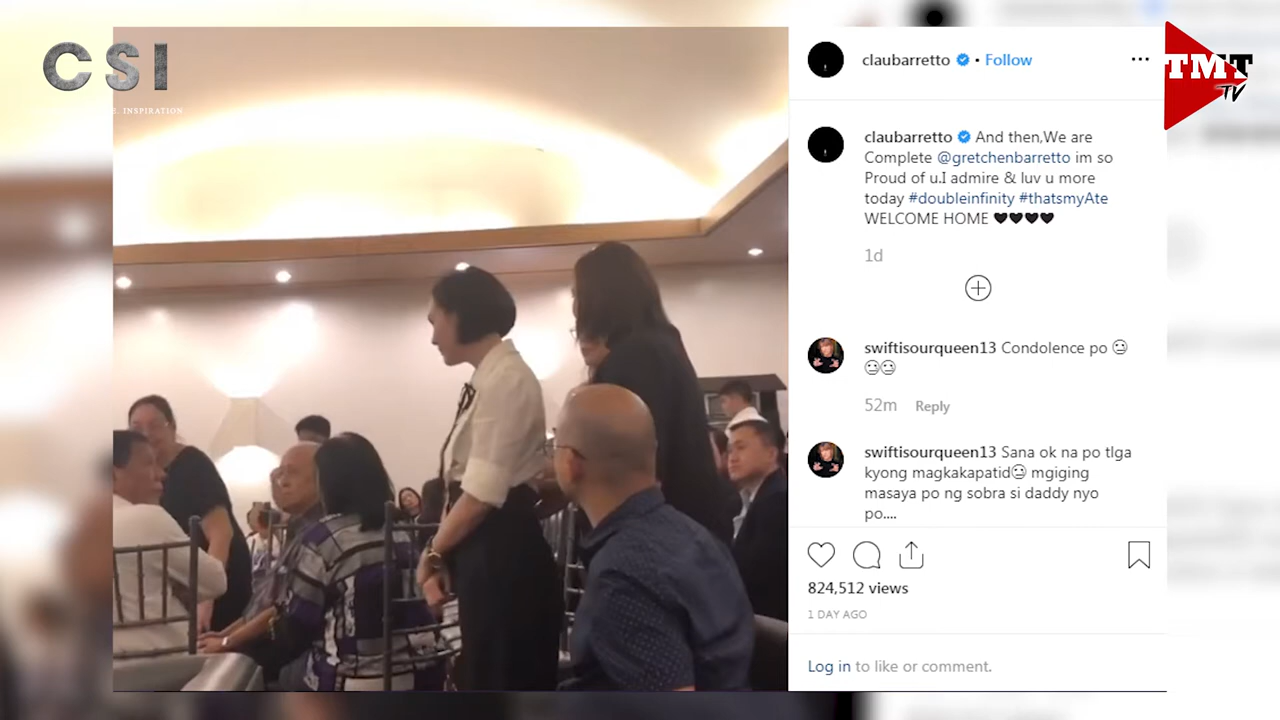 CSI
E. INSPIRATION
TMT
TV
claubarretto • Follow
claubarretto And then,We are
Complete @gretchenbarretto im so
Proud of u.I admire & luv u more
today #doubleinfinity #thatsmyAte
WELCOME HOME 🖤🖤🖤🖤
1d
swiftisourqueen13 Condolence po 😐
😐😐
52m Reply
swiftisourqueen13 Sana ok na po tlga
kyong magkakapatid😐 mgiging
masaya po ng sobra si daddy nyo
po....
824,512 views
1 DAY AGO
Log in to like or comment.